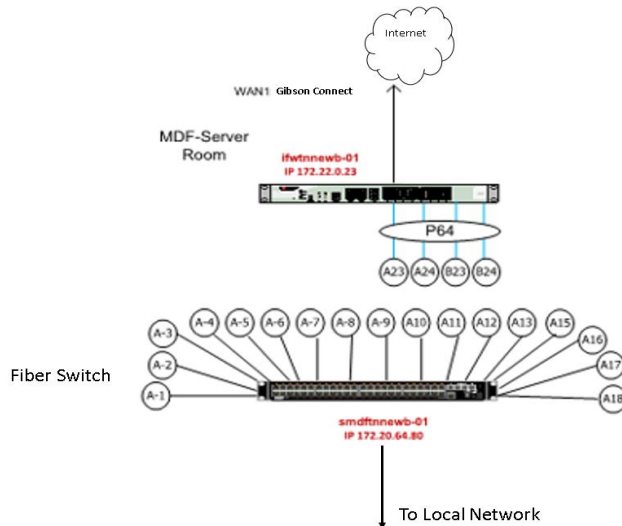 Internet
WAN1 Gibson Connect
MDF-Server
Room
ifwtnnewb-01
IP 172.22.0.23
P64
A23 A24 B23 B24
A-1 A-2 A-3 A-4 A-5 A-6 A-7 A-8 A-9 A10 A11 A12 A13 A15 A16 A17 A18
Fiber Switch
smdftnnewb-01
IP 172.20.64.80
To Local Network